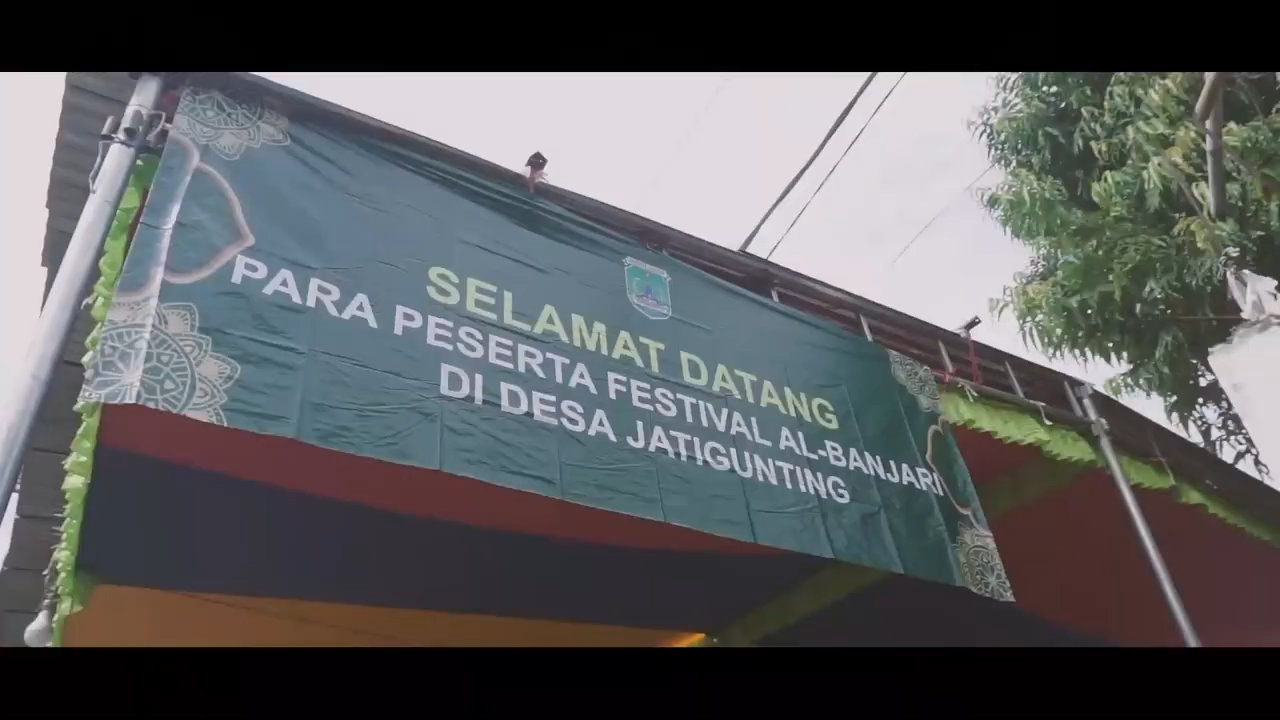 SELAMAT DATANG
PARA PESERTA FESTIVAL AL-BANJARI
DI DESA JATIGUNTING